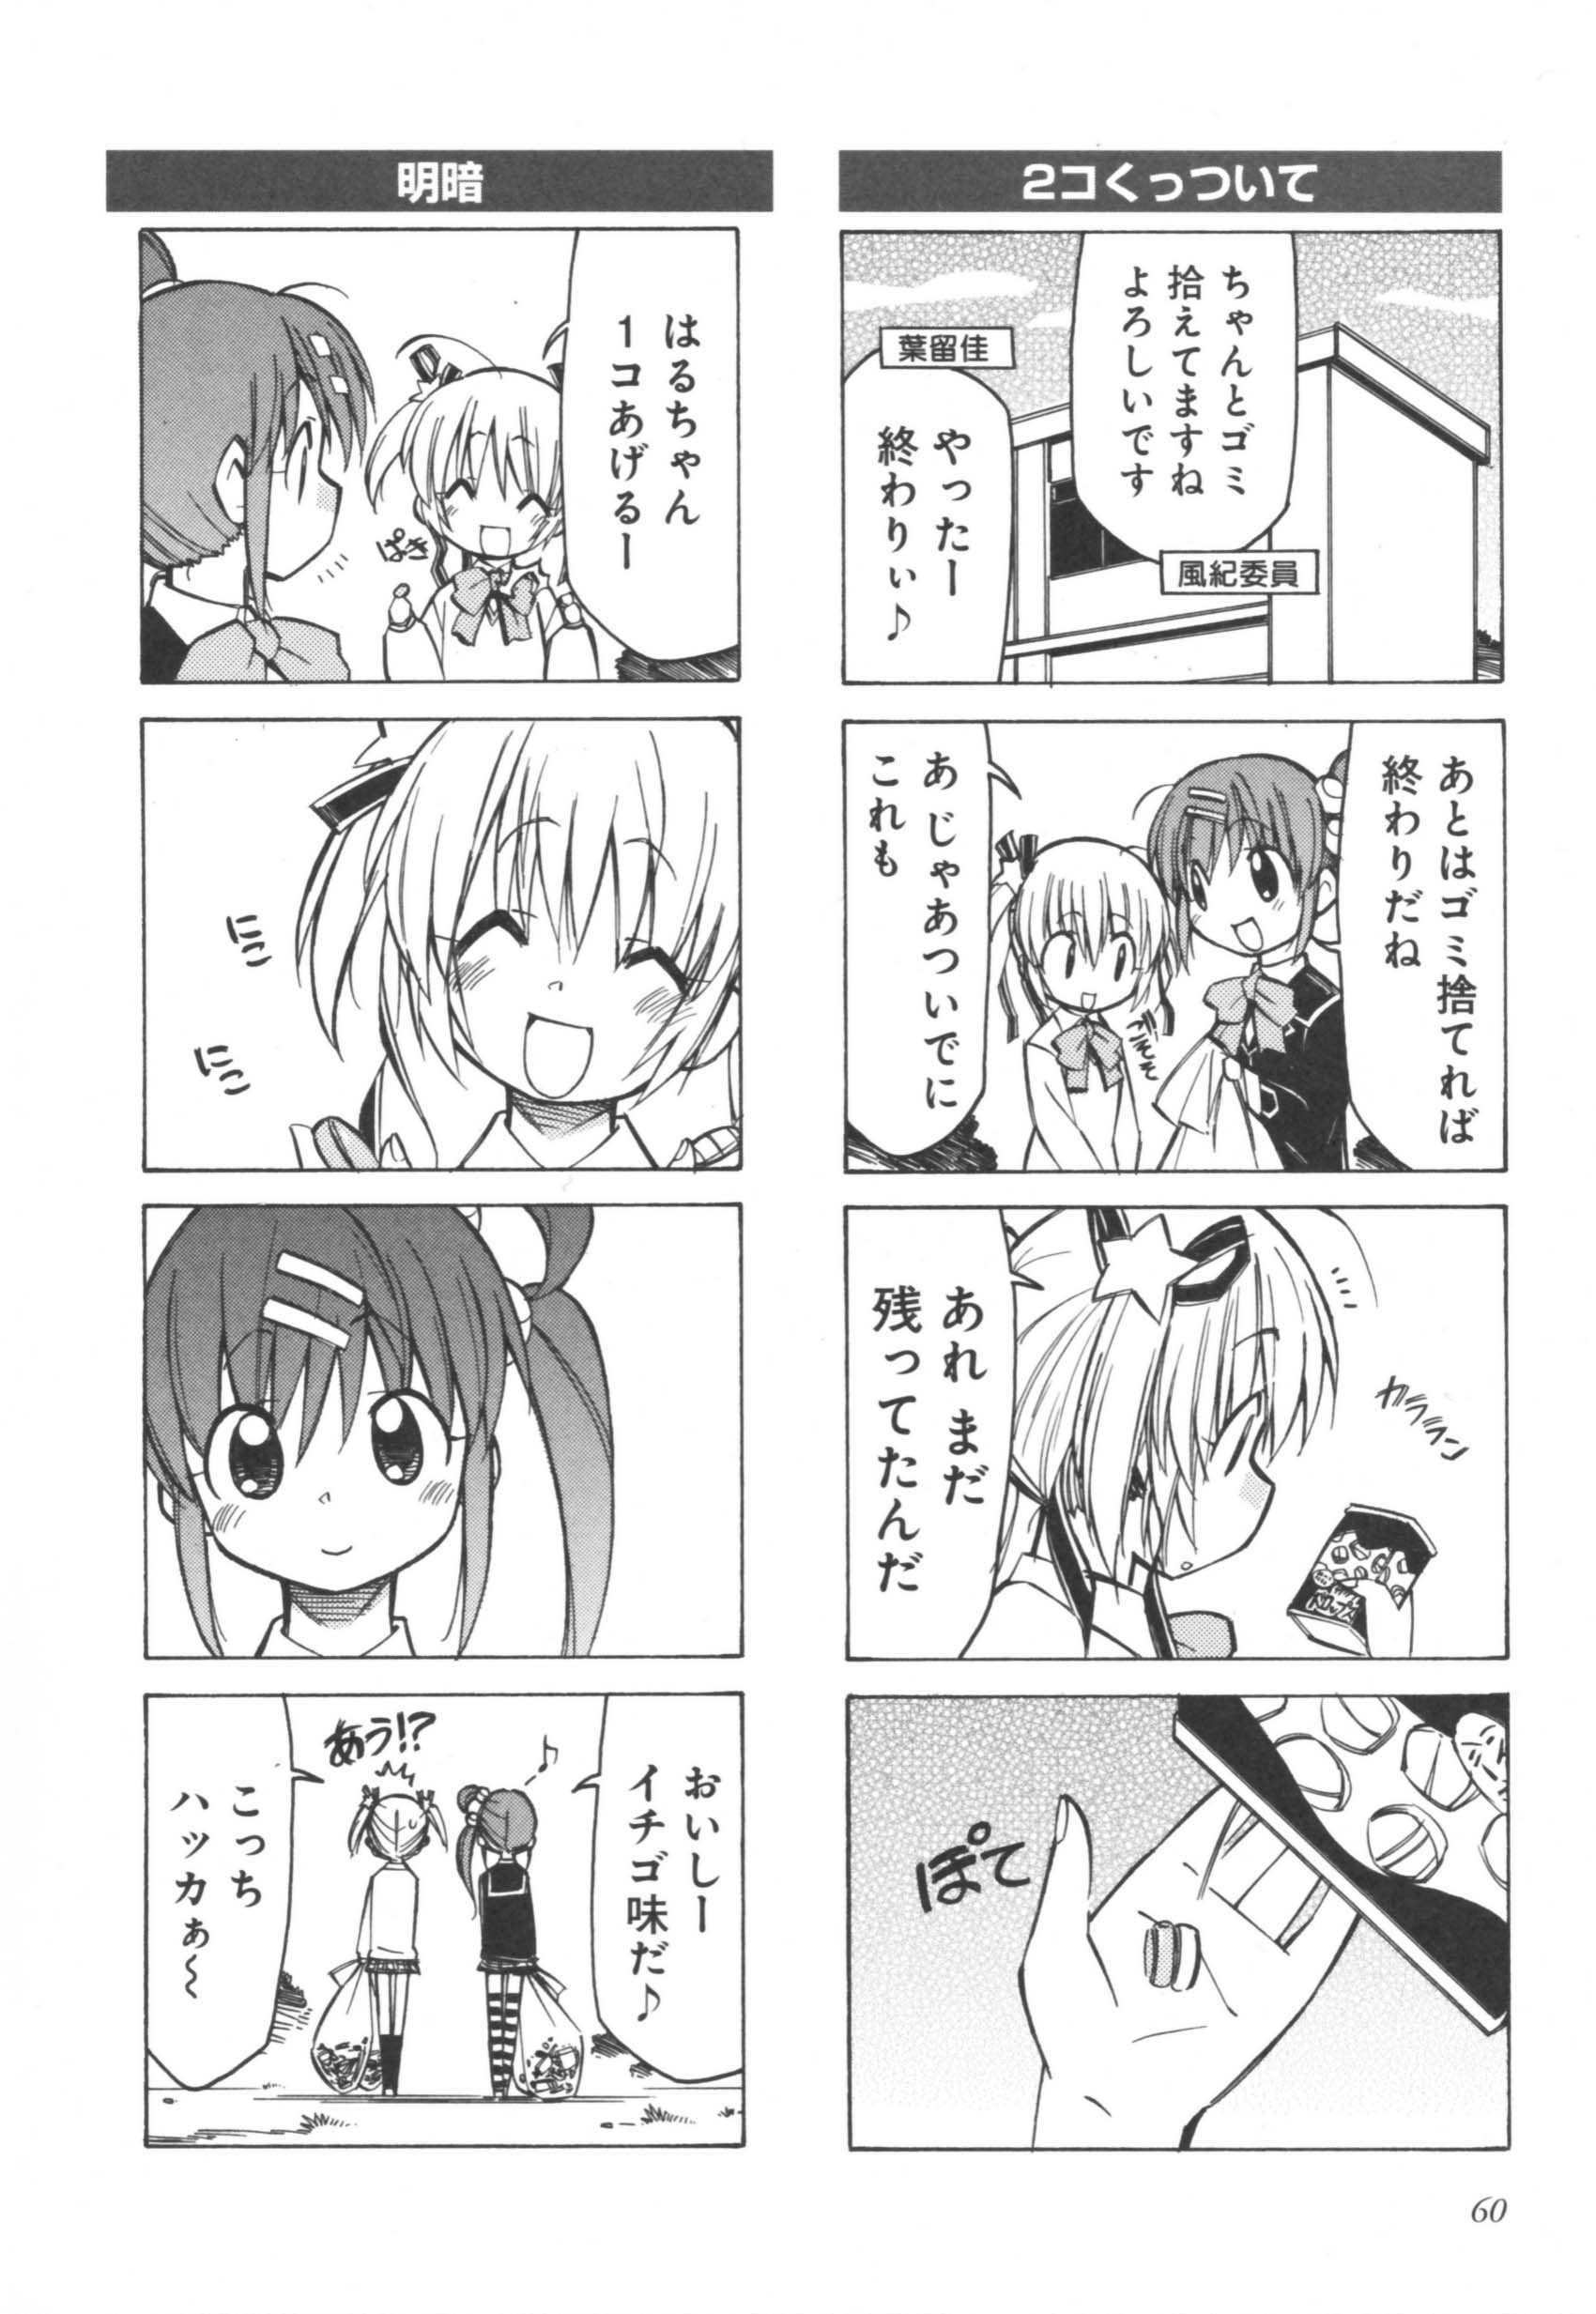 2コくっついて
ちゃんとゴミ
拾えてますね
よろしいです
風紀委員
葉留佳
やったー
終わりぃ♪
あとはゴミ捨てれば
終わりだね
ごそそ
あじゃあついでに
これも
カララン
あれ まだ
残ってたんだ
ドロップス
ぽて
明暗
はるちゃん
1コあげるー
ぱき
にこ
にこ
おいしー
イチゴ味だ♪
♪
あう!?
こっち
ハッカぁ〜
60